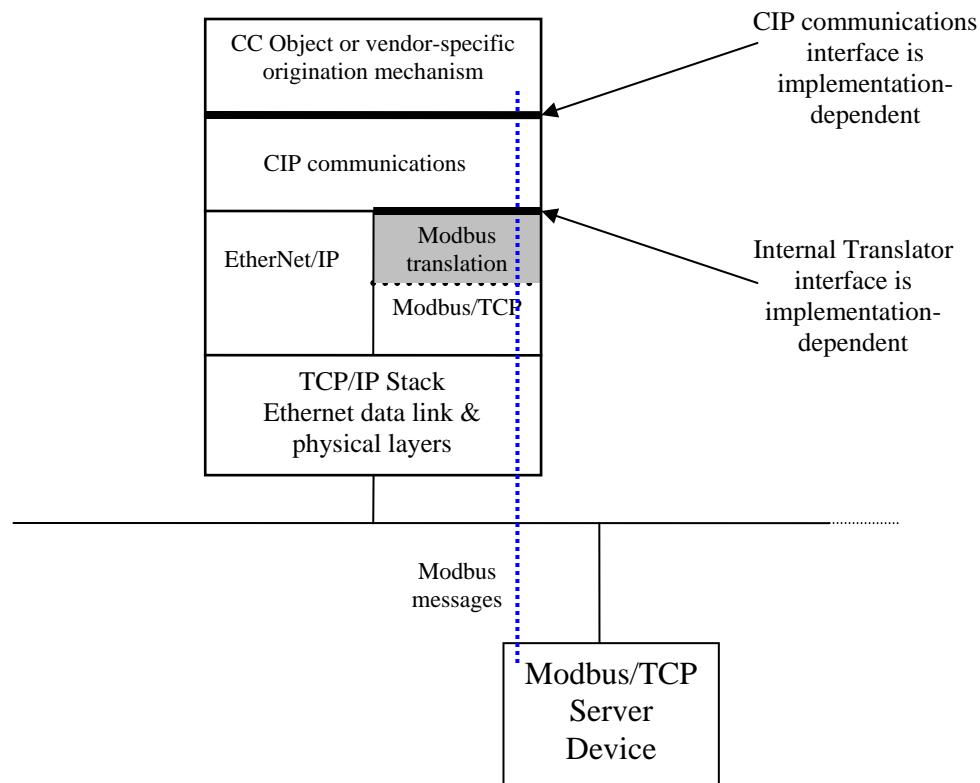 CC Object or vendor-specific
origination mechanism
CIP communications
interface is
implementation-
dependent
CIP communications
EtherNet/IP
Modbus
translation
Modbus/TCP
Internal Translator
interface is
implementation-
dependent
TCP/IP Stack
Ethernet data link &
physical layers
Modbus
messages
Modbus/TCP
Server
Device